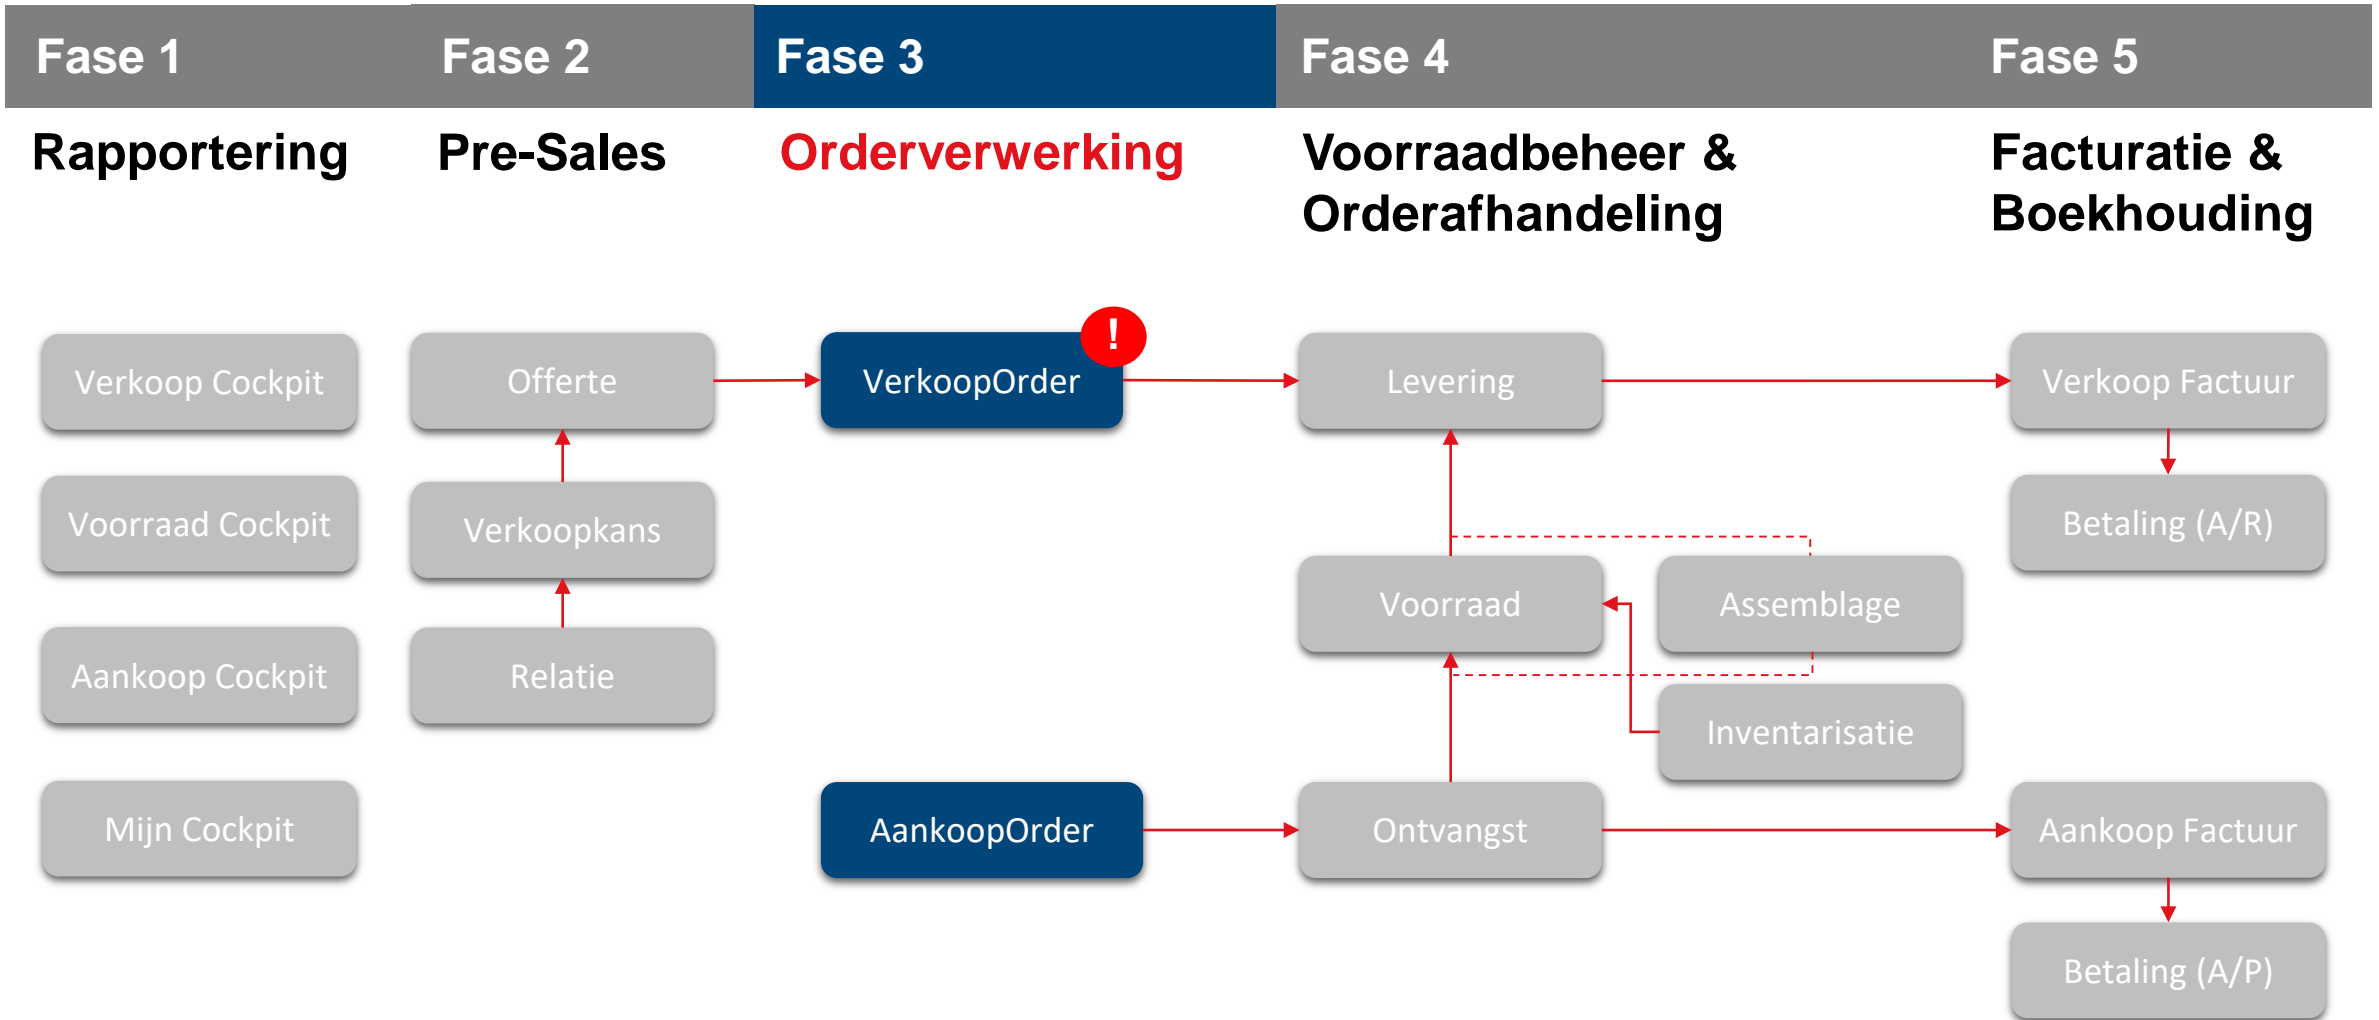 Fase 1
Fase 2
Fase 3
Fase 4
Fase 5
Rapportering
Pre-Sales
Orderverwerking
Voorraadbeheer &
Orderafhandeling
Facturatie &
Boekhouding
Verkoop Cockpit
Voorraad Cockpit
Aankoop Cockpit
Mijn Cockpit
Offerte
Verkoopkans
Relatie
VerkoopOrder
!
AankoopOrder
Levering
Voorraad
Assemblage
Inventarisatie
Ontvangst
Verkoop Factuur
Betaling (A/R)
Aankoop Factuur
Betaling (A/P)